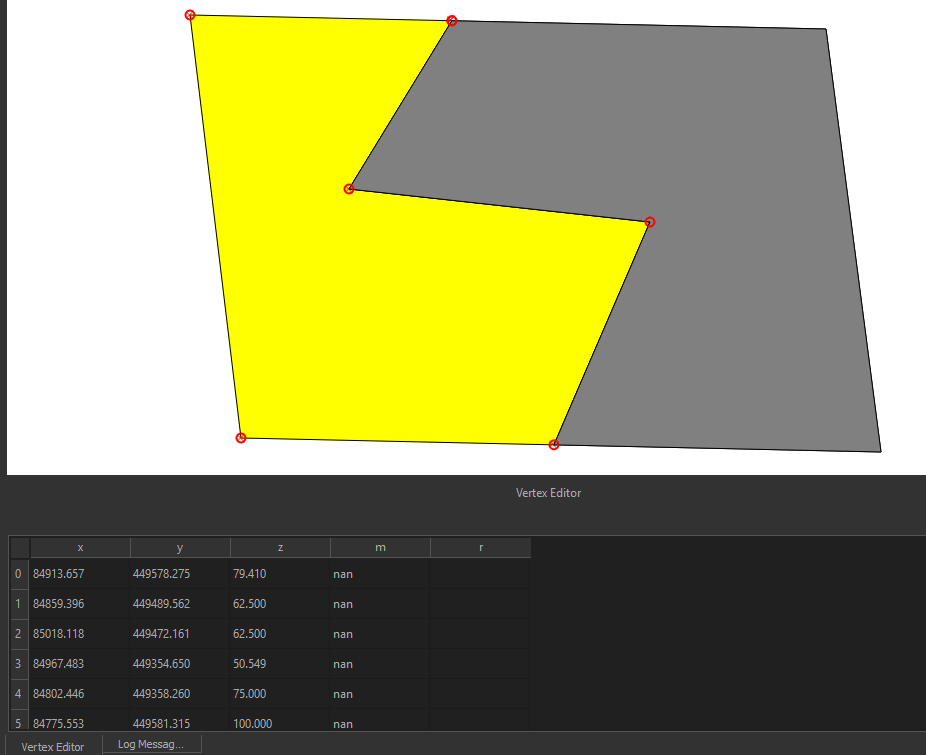 Vertex Editor
x y z m r
0 84913.657 449578.275 79.410 nan
1 84859.396 449489.562 62.500 nan
2 85018.118 449472.161 62.500 nan
3 84967.483 449354.650 50.549 nan
4 84802.446 449358.260 75.000 nan
5 84775.553 449581.315 100.000 nan
Vertex Editor Log Messag...